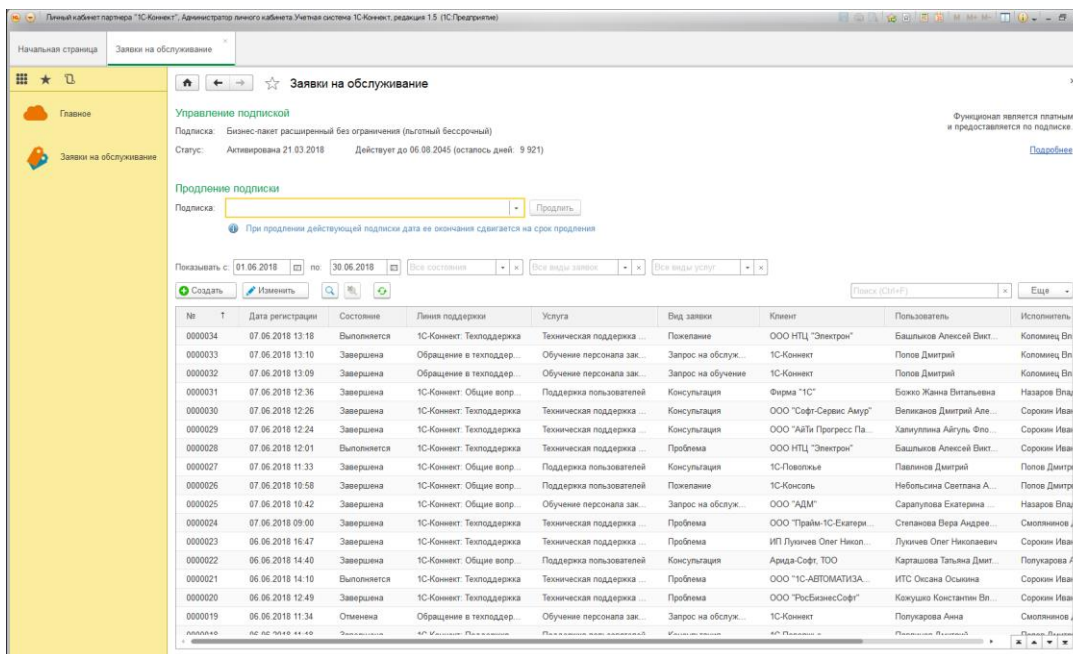 Личный кабинет партнера "1С-Коннект", Администратор личного кабинета.Учетная система 1С-Коннект, редакция 1.5 (1С:Предприятие)
M M+ M-
Начальная страница Заявки на обслуживание
Заявки на обслуживание
Главное
Заявки на обслуживание
Управление подпиской
Функционал является платным
и предоставляется по подписке.
Подписка: Бизнес-пакет расширенный без ограничения (льготный бессрочный)
Статус: Активирована 21.03.2018 Действует до 06.08.2045 (осталось дней: 9 921)
Подробнее
Продление подписки
Подписка: Продлить
При продлении действующей подписки дата ее окончания сдвигается на срок продления
Показывать с: 01.06.2018 по: 30.06.2018 Все состояния Все виды заявок Все виды услуг
Создать Изменить Поиск (Ctrl+F) Еще
№ ↑ Дата регистрации Состояние Линия поддержки Услуга Вид заявки Клиент Пользователь Исполнитель
0000034 07.06.2018 13:18 Выполняется 1С-Коннект: Техподдержка Техническая поддержка ... Пожелание ООО НТЦ "Электрон" Башлыков Алексей Викт... Коломиец Вл
0000033 07.06.2018 13:10 Завершена Обращение в техподдер... Обучение персонала зак... Запрос на обслуж... 1С-Коннект Попов Дмитрий Коломиец Вл
0000032 07.06.2018 13:09 Завершена Обращение в техподдер... Обучение персонала зак... Запрос на обучение 1С-Коннект Попов Дмитрий Коломиец Вл
0000031 07.06.2018 12:36 Завершена 1С-Коннект: Общие вопр... Поддержка пользователей Консультация Фирма "1С" Божко Жанна Витальевна Назаров Влад
0000030 07.06.2018 12:26 Завершена 1С-Коннект: Техподдержка Техническая поддержка ... Консультация ООО "Софт-Сервис Амур" Великанов Дмитрий Але... Сорокин Иван
0000029 07.06.2018 12:24 Завершена 1С-Коннект: Техподдержка Техническая поддержка ... Консультация ООО "АйТи Прогресс Па... Халиуллина Айгуль Фло... Сорокин Иван
0000028 07.06.2018 12:01 Выполняется 1С-Коннект: Техподдержка Техническая поддержка ... Проблема ООО НТЦ "Электрон" Башлыков Алексей Викт... Сорокин Иван
0000027 07.06.2018 11:33 Завершена 1С-Коннект: Общие вопр... Поддержка пользователей Консультация 1С-Поволжье Павлинов Дмитрий Попов Дмитри
0000026 07.06.2018 10:58 Завершена 1С-Коннект: Общие вопр... Поддержка пользователей Пожелание 1С-Консоль Небольсина Светлана А... Попов Дмитри
0000025 07.06.2018 10:42 Завершена 1С-Коннект: Общие вопр... Обучение персонала зак... Запрос на обслуж... ООО "АДМ" Сарапулова Екатерина ... Назаров Влад
0000024 07.06.2018 09:00 Завершена 1С-Коннект: Техподдержка Техническая поддержка ... Проблема ООО "Прайм-1С-Екатери... Степанова Вера Андрее... Смолянинов
0000023 06.06.2018 16:47 Завершена 1С-Коннект: Техподдержка Техническая поддержка ... Проблема ИП Лукичев Олег Никол... Лукичев Олег Николаевич Сорокин Иван
0000022 06.06.2018 14:40 Завершена 1С-Коннект: Общие вопр... Поддержка пользователей Консультация Арида-Софт, ТОО Карташова Татьяна Дмит... Полукарова А
0000021 06.06.2018 14:10 Выполняется 1С-Коннект: Техподдержка Техническая поддержка ... Проблема ООО "1С-АВТОМАТИЗА... ИТС Оксана Осыкина Сорокин Иван
0000020 06.06.2018 12:49 Выполняется 1С-Коннект: Техподдержка Техническая поддержка ... Проблема ООО "РосБизнесСофт" Кожушко Константин Вл... Сорокин Иван
0000019 06.06.2018 11:34 Отменена Обращение в техподдер... Обучение персонала зак... Запрос на обслуж... 1С-Коннект Полукарова Анна Смолянинов